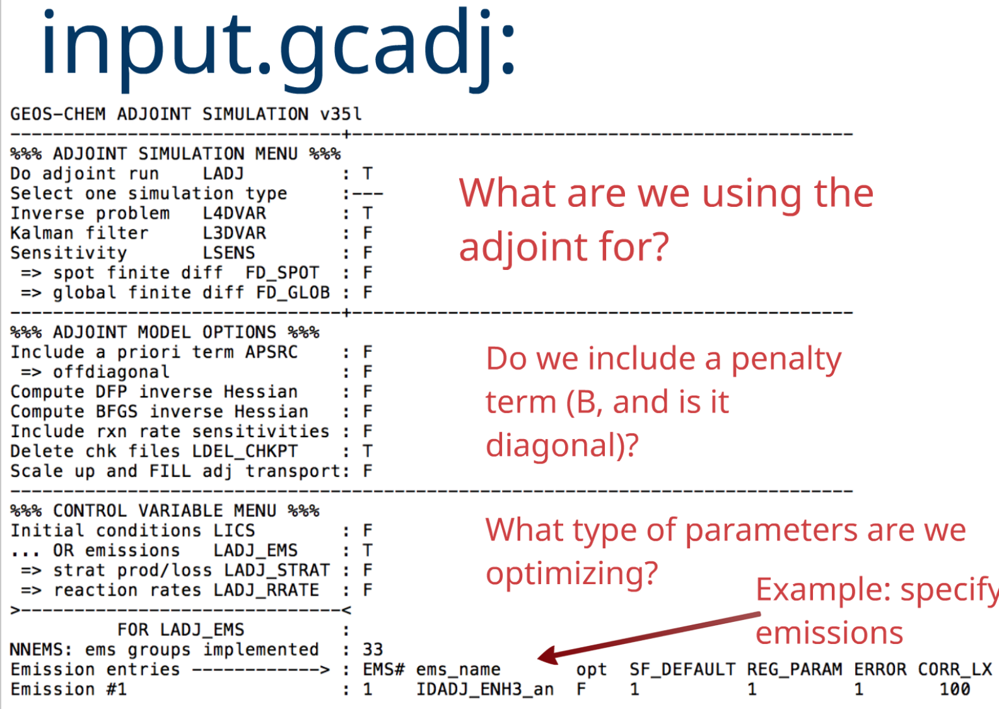 input.gcadj:
GEOS-CHEM ADJOINT SIMULATION v35l
-------------------------------+-----------------------------------------------
%%% ADJOINT SIMULATION MENU %%%
Do adjoint run    LADJ         : T
Select one simulation type     :---
Inverse problem   L4DVAR       : T
Kalman filter     L3DVAR       : F
Sensitivity       LSENS        : F
 => spot finite diff  FD_SPOT  : F
 => global finite diff FD_GLOB : F
What are we using the
adjoint for?
-------------------------------+-----------------------------------------------
%%% ADJOINT MODEL OPTIONS %%%
Include a priori term APSRC    : F
 => offdiagonal                : F
Compute DFP inverse Hessian    : F
Compute BFGS inverse Hessian   : F
Include rxn rate sensitivities : F
Delete chk files LDEL_CHKPT    : T
Scale up and FILL adj transport: F
Do we include a penalty
term (B, and is it
diagonal)?
-------------------------------------------------------------------------------
%%% CONTROL VARIABLE MENU %%%
Initial conditions LICS        : F
... OR emissions   LADJ_EMS    : T
 => strat prod/loss LADJ_STRAT : F
 => reaction rates LADJ_RRATE  : F
What type of parameters are we
optimizing?
>------------------------------<
          FOR LADJ_EMS         :
NNEMS: ems groups implemented  : 33
Example: specify
emissions
Emission entries ------------> : EMS# ems_name       opt  SF_DEFAULT REG_PARAM ERROR CORR_LX
Emission #1                    : 1    IDADJ_ENH3_an  F    1          1         1       100